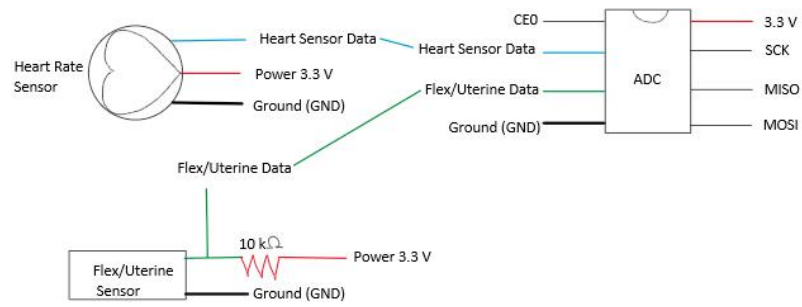 Heart Rate
Sensor
Heart Sensor Data
Power 3.3 V
Ground (GND)
CE0
Heart Sensor Data
Flex/Uterine Data
Ground (GND)
ADC
3.3 V
SCK
MISO
MOSI
Flex/Uterine Data
10 kΩ
Power 3.3 V
Flex/Uterine
Sensor
Ground (GND)